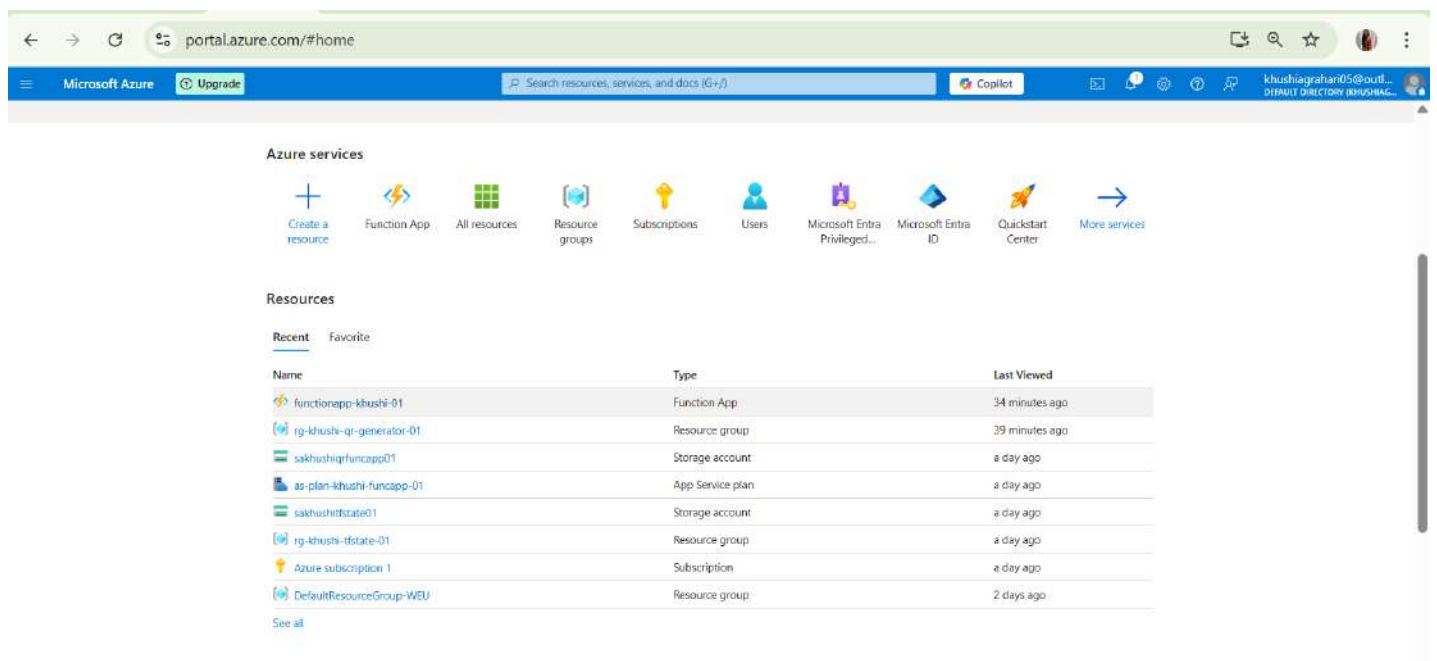 portal.azure.com/#home
Microsoft Azure Upgrade Search resources, services, and docs (G+/) Copilot 1 khushiagrahari05@outl...
DEFAULT DIRECTORY (KHUSHIAG...
Azure services
Create a resource
Function App
All resources
Resource groups
Subscriptions
Users
Microsoft Entra Privileged...
Microsoft Entra ID
Quickstart Center
More services
Resources
Recent Favorite
Name Type Last Viewed
functionapp-khushi-01 Function App 34 minutes ago
rg-khushi-qr-generator-01 Resource group 39 minutes ago
sakhushiqrfuncapp01 Storage account a day ago
as-plan-khushi-funcapp-01 App Service plan a day ago
sakhushitfstate01 Storage account a day ago
rg-khushi-tfstate-01 Resource group a day ago
Azure subscription 1 Subscription a day ago
DefaultResourceGroup-WEU Resource group 2 days ago
See all